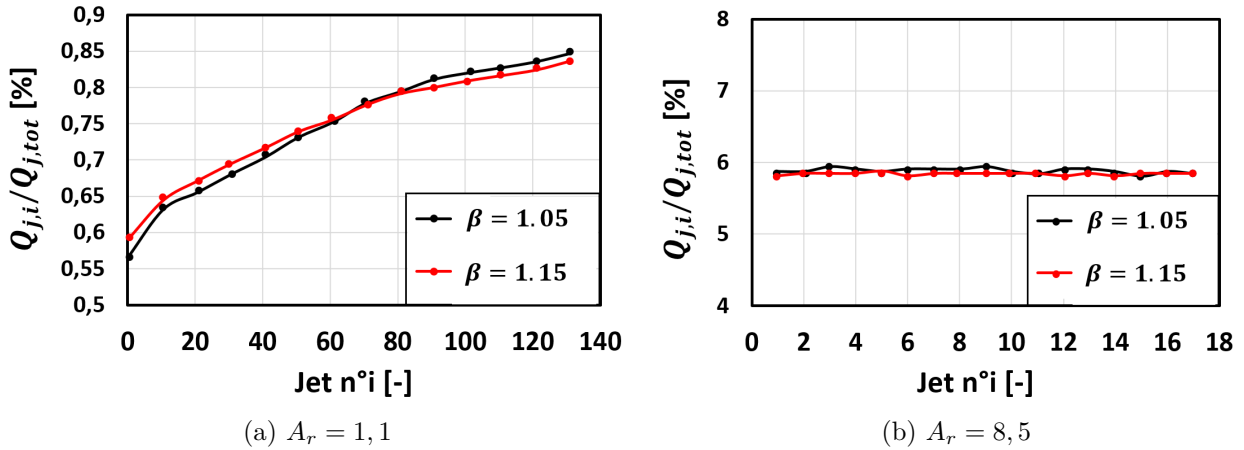 0,9
0,85
0,8
0,75
0,7
0,65
0,6
0,55
0,5
Q_{j,i}/Q_{j,tot} [%]
β = 1.05
β = 1.15
0 20 40 60 80 100 120 140
Jet n°i [-]
(a) A_r = 1, 1
8
7
6
5
4
Q_{j,i}/Q_{j,tot} [%]
β = 1.05
β = 1.15
0 2 4 6 8 10 12 14 16 18
Jet n°i [-]
(b) A_r = 8, 5